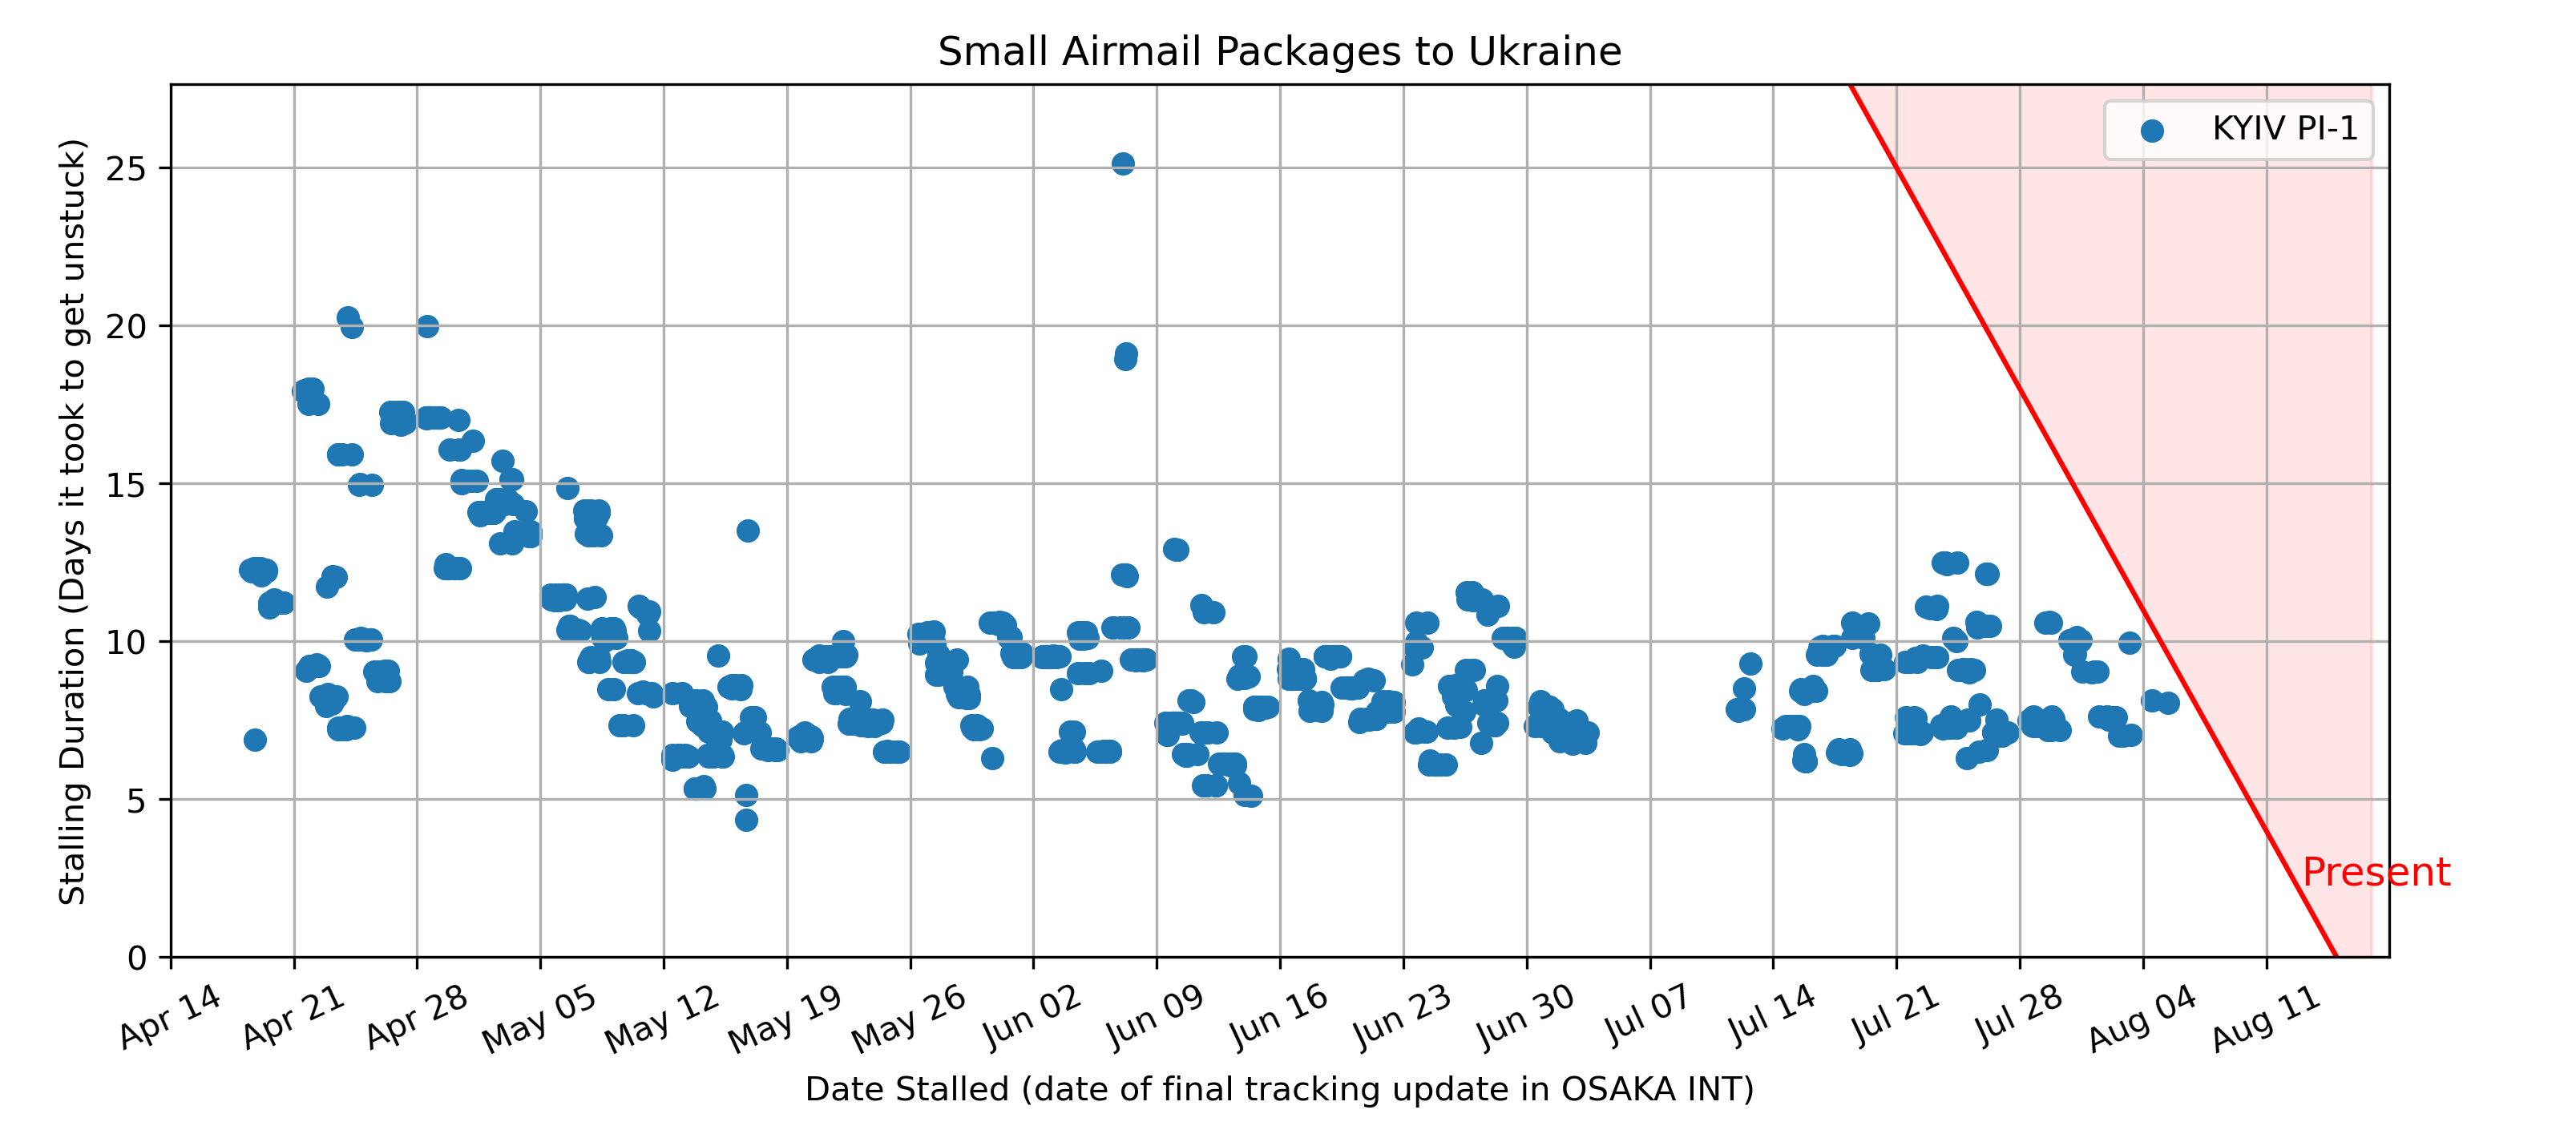 Small Airmail Packages to Ukraine
Stalling Duration (Days it took to get unstuck)
25
20
15
10
5
0
KYIV PI-1
Present
Apr 14
Apr 21
Apr 28
May 05
May 12
May 19
May 26
Jun 02
Jun 09
Jun 16
Jun 23
Jun 30
Jul 07
Jul 14
Jul 21
Jul 28
Aug 04
Aug 11
Date Stalled (date of final tracking update in OSAKA INT)